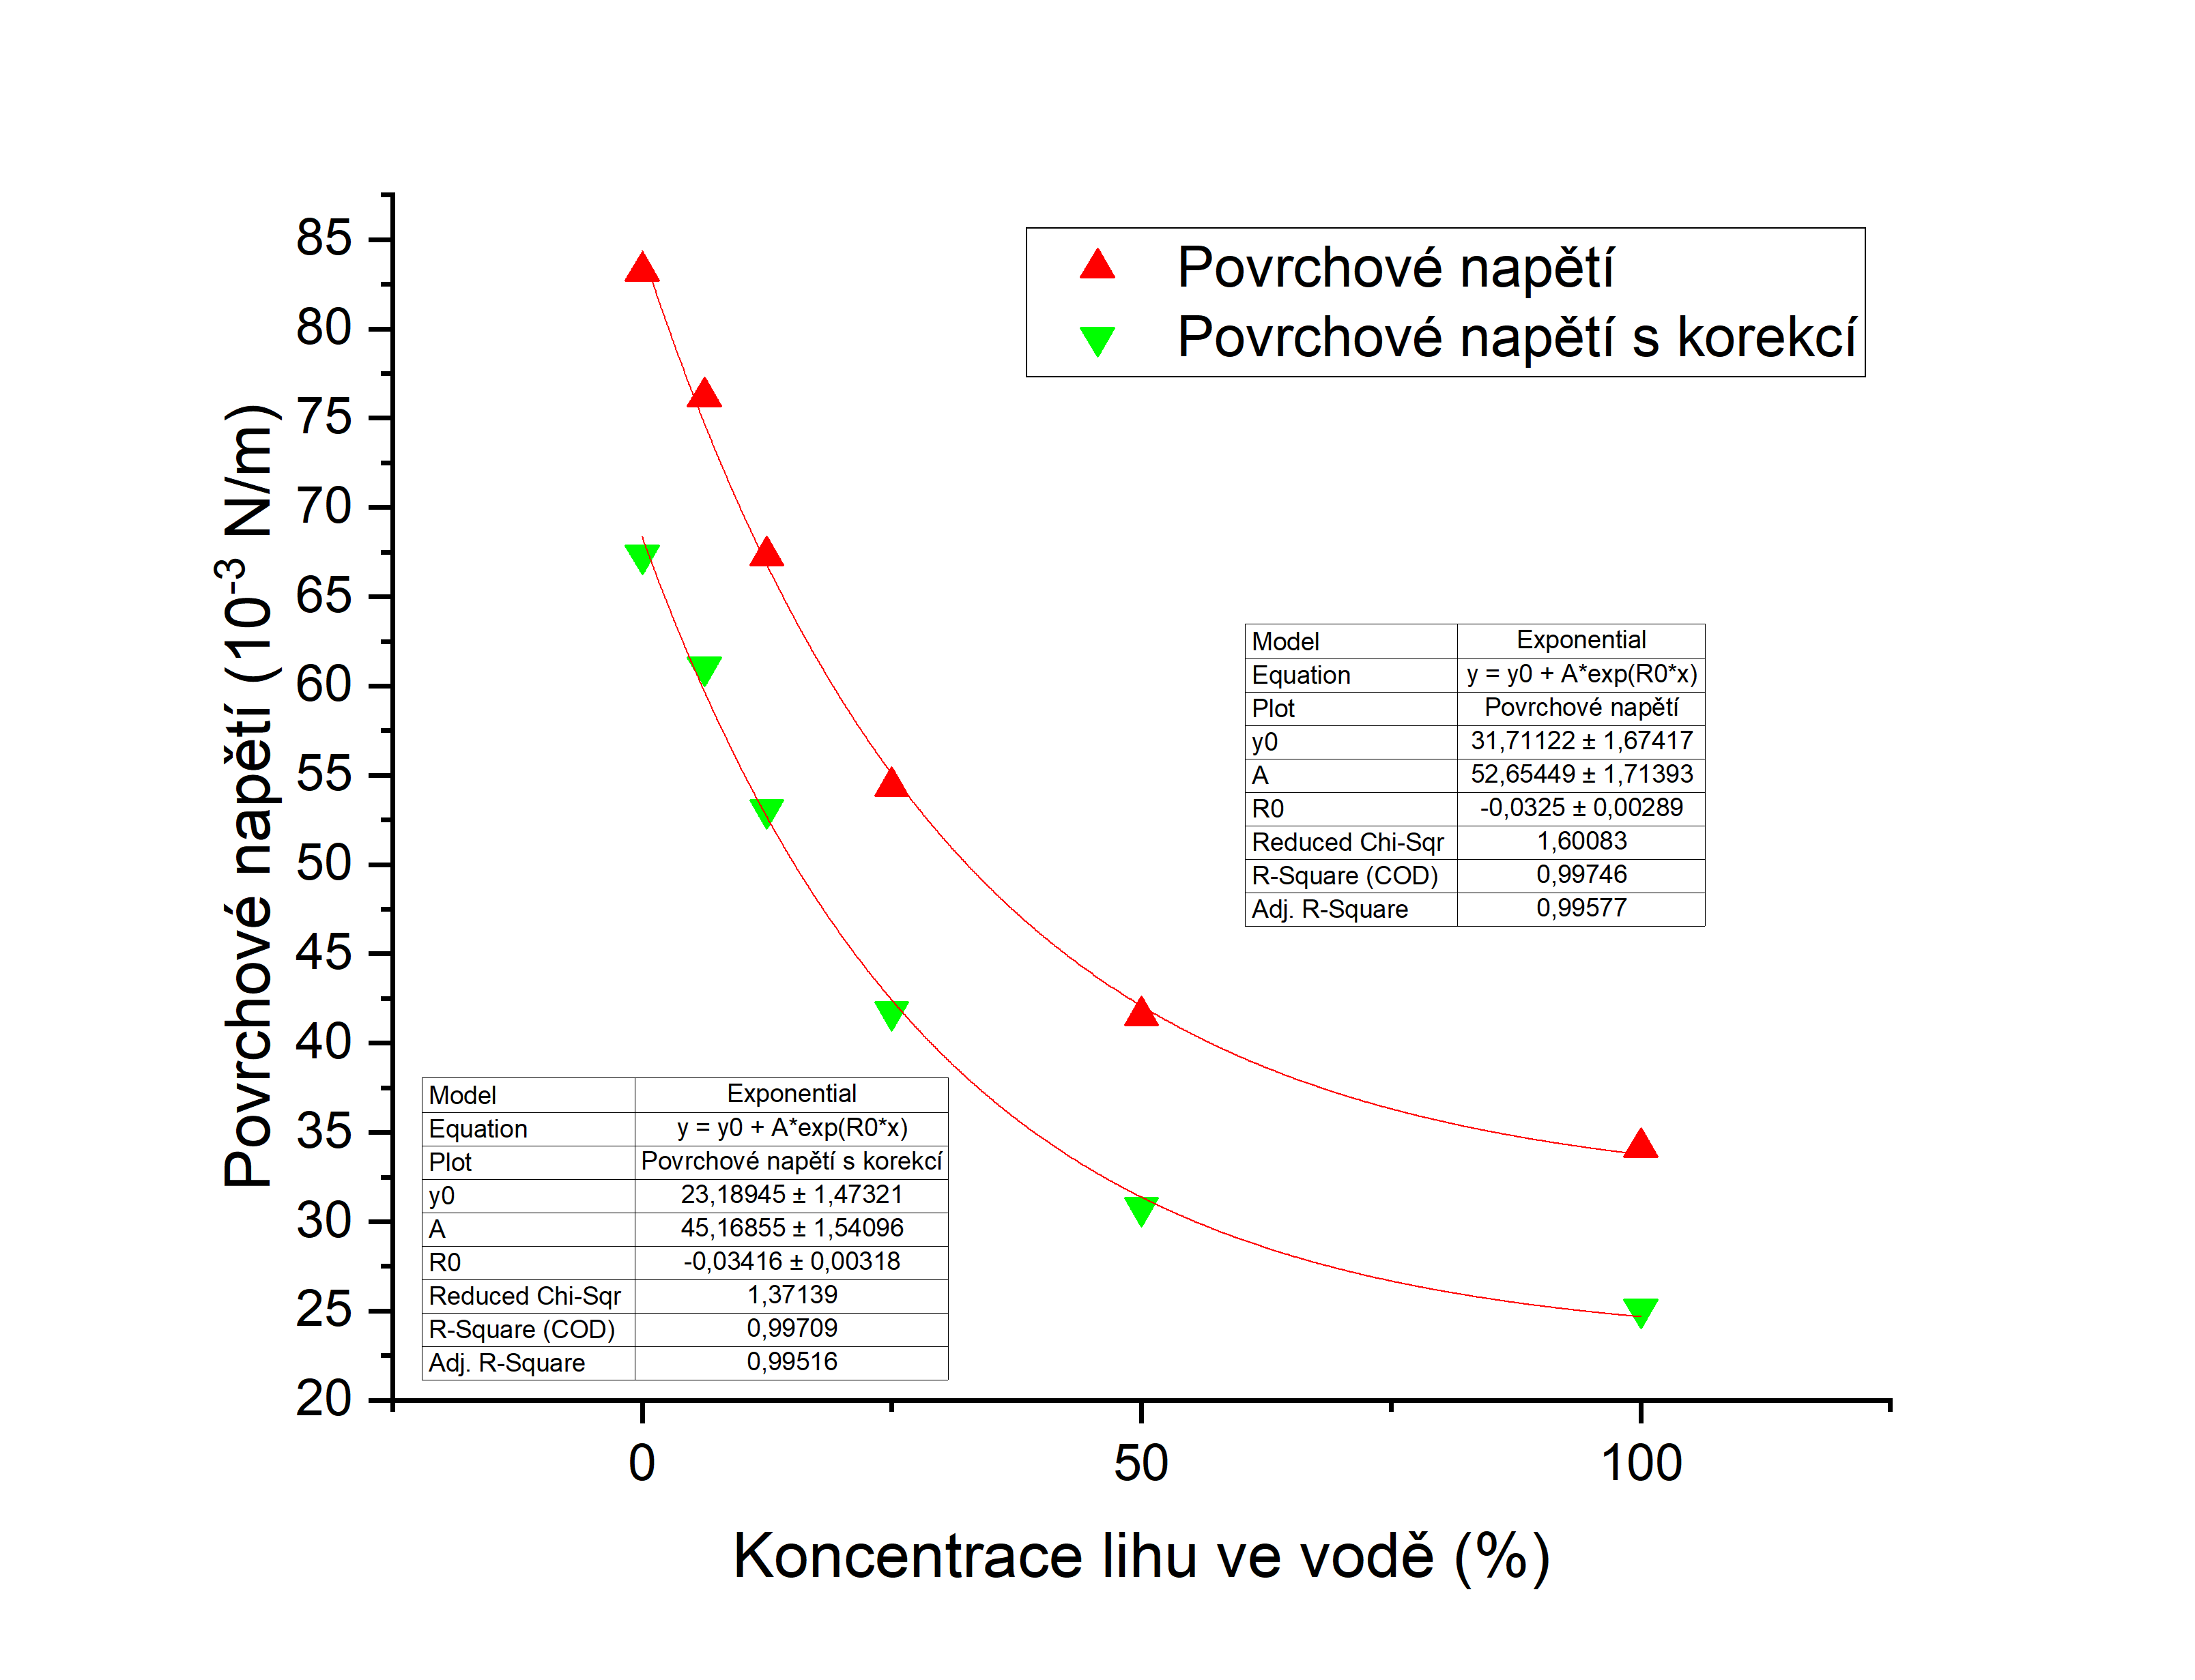 Povrchové napětí
Povrchové napětí s korekcí
Povrchové napětí (10⁻³ N/m)
85
80
75
70
65
60
55
50
45
40
35
30
25
20
Model Exponential
Equation y = y0 + A*exp(R0*x)
Plot Povrchové napětí
y0 31,71122 ± 1,67417
A 52,65449 ± 1,71393
R0 -0,0325 ± 0,00289
Reduced Chi-Sqr 1,60083
R-Square (COD) 0,99746
Adj. R-Square 0,99577
Model Exponential
Equation y = y0 + A*exp(R0*x)
Plot Povrchové napětí s korekcí
y0 23,18945 ± 1,47321
A 45,16855 ± 1,54096
R0 -0,03416 ± 0,00318
Reduced Chi-Sqr 1,37139
R-Square (COD) 0,99709
Adj. R-Square 0,99516
0 50 100
Koncentrace lihu ve vodě (%)